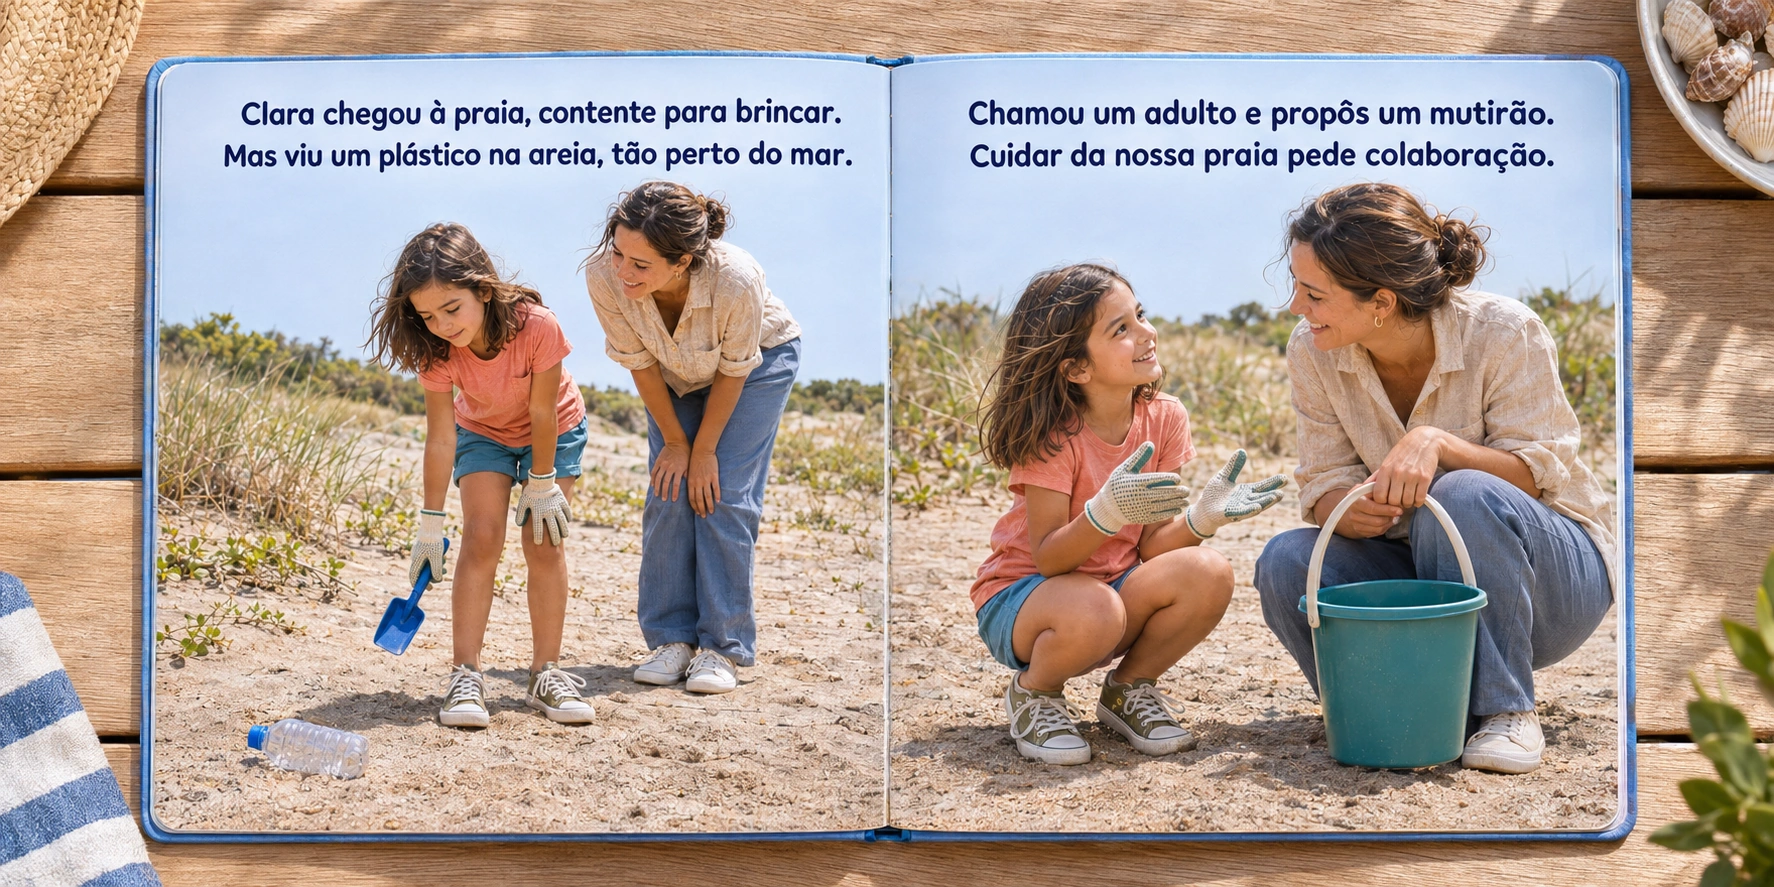 Clara chegou à praia, contente para brincar.
Mas viu um plástico na areia, tão perto do mar.
Chamou um adulto e propôs um mutirão.
Cuidar da nossa praia pede colaboração.